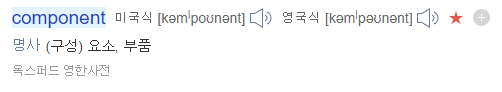 component 미국식 [kəmˈpoʊnənt] 영국식 [kəmˈpəʊnənt]
명사 (구성) 요소, 부품
옥스퍼드 영한사전